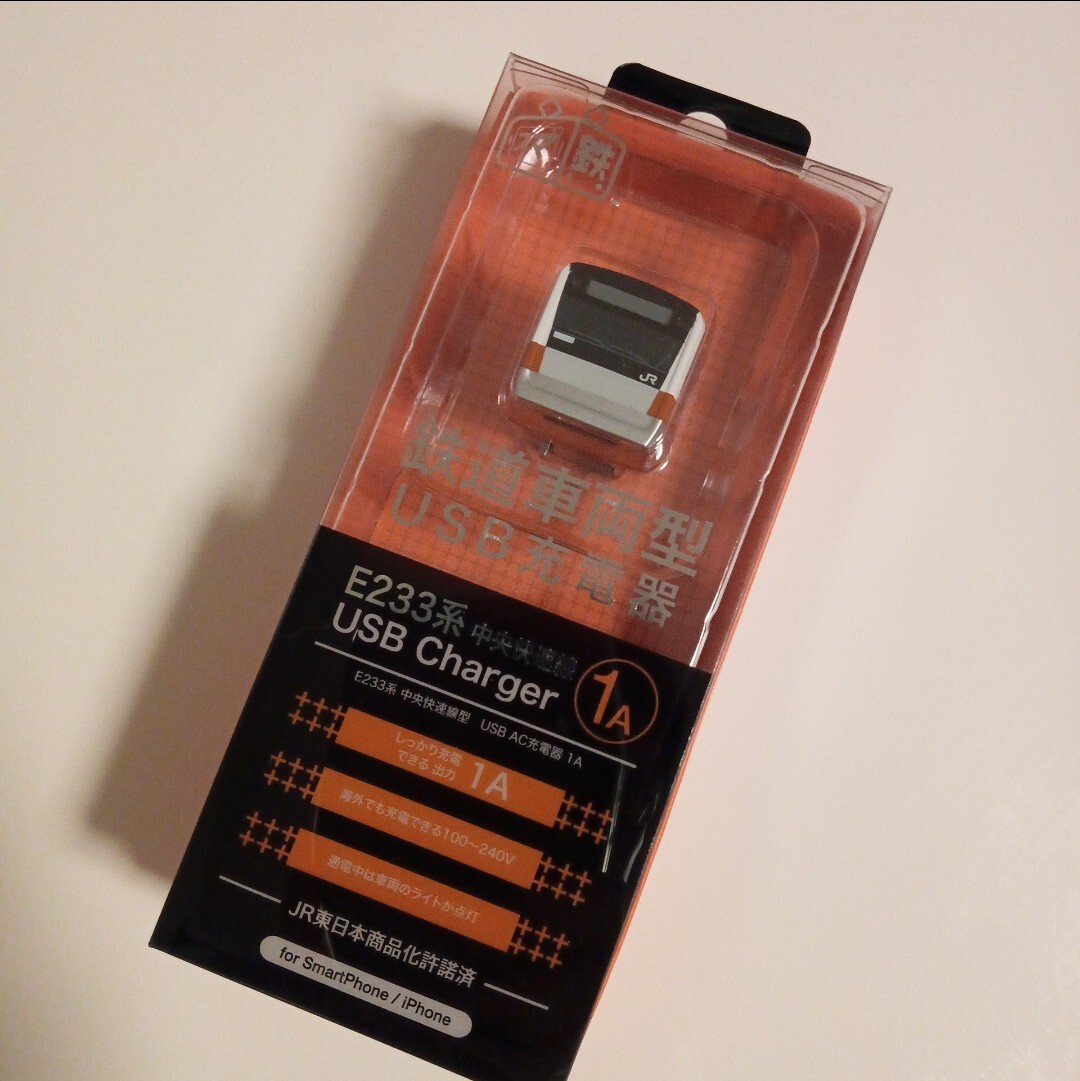 鉄
JR
鉄道車両型
USB充電器
E233系 中央快速線
USB Charger
1A
E233系 中央快速線型 USB AC充電器 1A
しっかり充電
できる 出力 1A
海外でも充電できる100〜240V
通電中は車両のライトが点灯
JR東日本商品化許諾済
for SmartPhone / iPhone